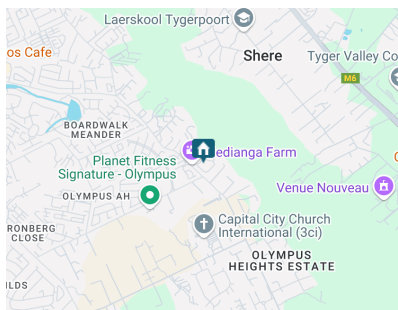 Laerskool Tygerpoort
os Cafe
Shere
Tyger Valley Co
M6
BOARDWALK
MEANDER
edianga Farm
Planet Fitness
Signature - Olympus
Venue Nouveau
OLYMPUS AH
RONBERG
CLOSE
Capital City Church
International (3ci)
OLYMPUS
HEIGHTS ESTATE
ILDS